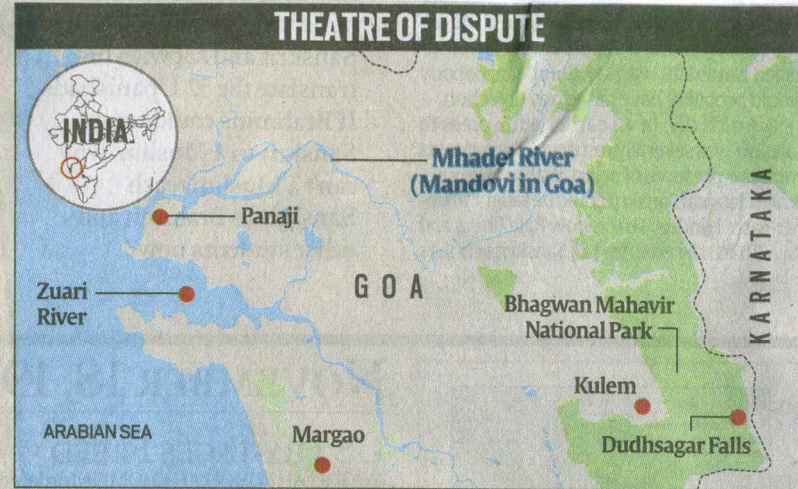 THEATRE OF DISPUTE
INDIA
Mhadei River
(Mandovi in Goa)
Panaji
Zuari
River
GOA
KARNATAKA
Bhagwan Mahavir
National Park
Kulem
Dudhsagar Falls
ARABIAN SEA
Margao